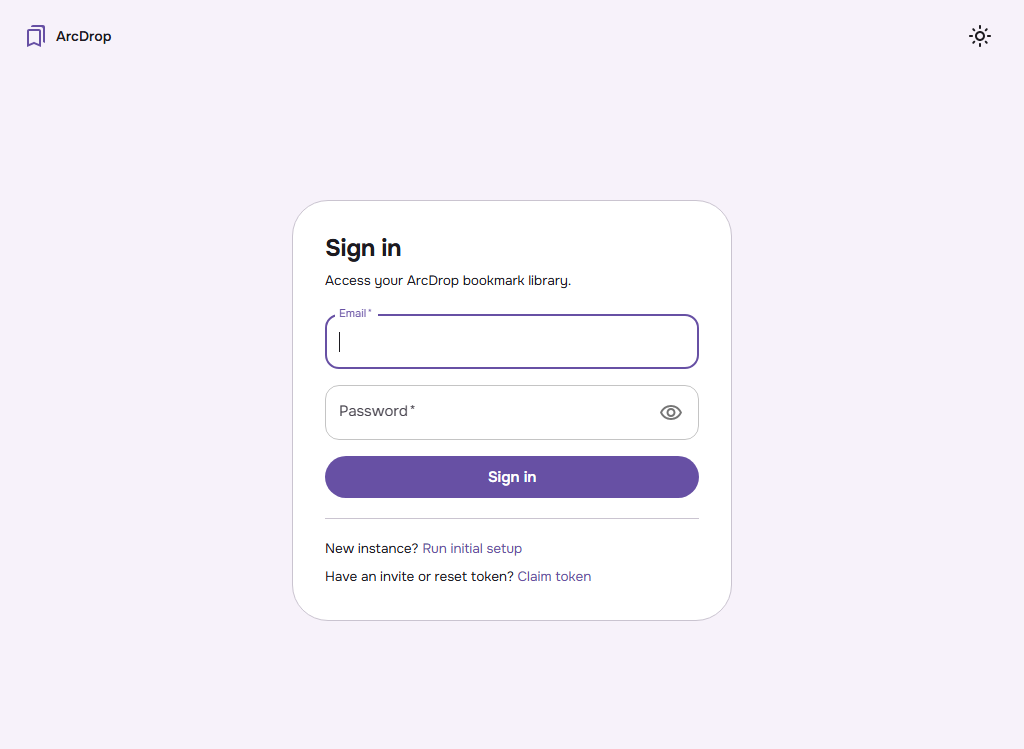 ArcDrop
Sign in
Access your ArcDrop bookmark library.
Email *
Password *
Sign in
New instance? Run initial setup
Have an invite or reset token? Claim token